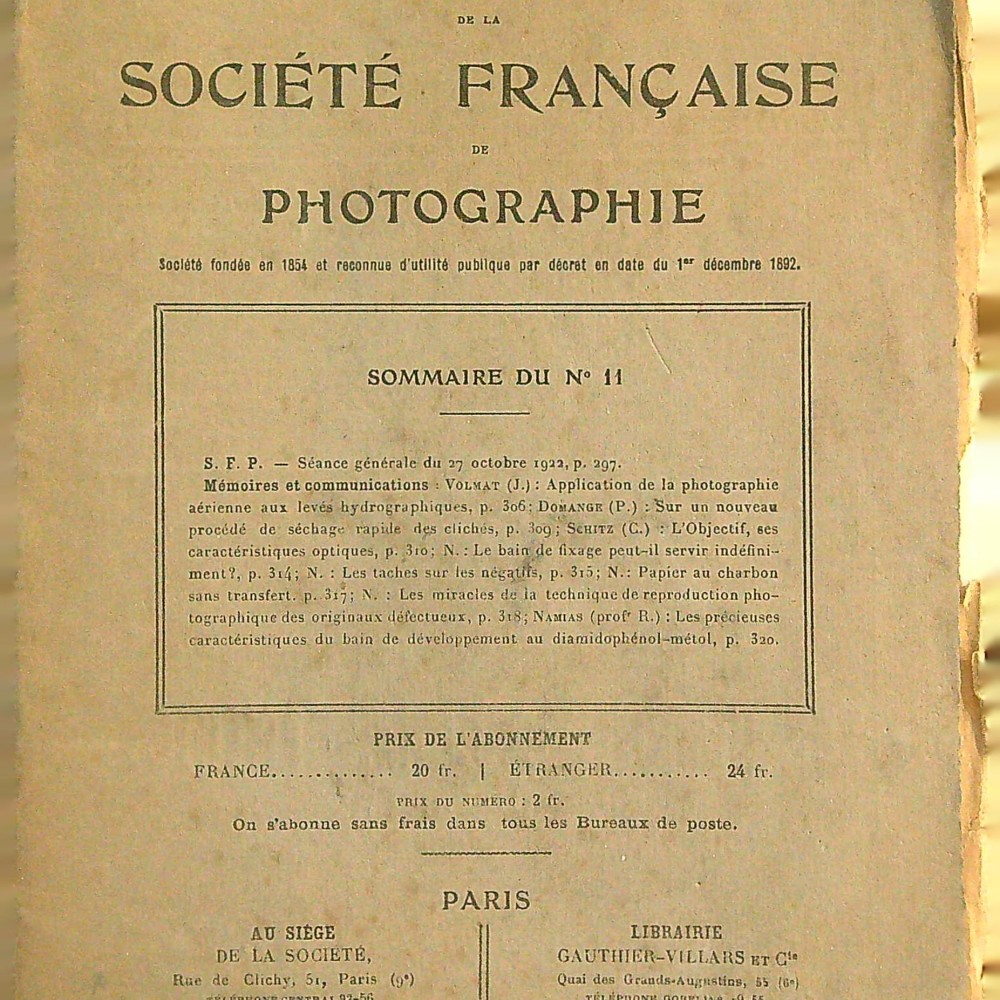 DE LA
SOCIÉTÉ FRANÇAISE
DE
PHOTOGRAPHIE
Société fondée en 1854 et reconnue d'utilité publique par décret en date du 1er décembre 1892.
SOMMAIRE DU No 11
S. F. P. — Séance générale du 27 octobre 1922, p. 297.
Mémoires et communications : VOLMAT (J.) : Application de la photographie
aérienne aux levés hydrographiques, p. 306; DOMANGE (P.) : Sur un nouveau
procédé de séchage rapide des clichés, p. 309; SCHITZ (C.) : L'Objectif, ses
caractéristiques optiques, p. 310; N. : Le bain de fixage peut-il servir indéfini-
ment?, p. 314; N. : Les taches sur les négatifs, p. 315; N. : Papier au charbon
sans transfert. p. 317; N. : Les miracles de la technique de reproduction pho-
tographique des originaux défectueux, p. 318; NAMIAS (profr R.) : Les précieuses
caractéristiques du bain de développement au diamidophénol-métol, p. 320.
PRIX DE L'ABONNEMENT
FRANCE.............. 20 fr. | ÉTRANGER........... 24 fr.
PRIX DU NUMÉRO : 2 fr.
On s'abonne sans frais dans tous les Bureaux de poste.
PARIS
AU SIÉGE
DE LA SOCIÉTÉ,
Rue de Clichy, 51, Paris (9e)
TÉLÉPHONE CENTRAL 92-56
LIBRAIRIE
GAUTHIER-VILLARS ET Cie
Quai des Grands-Augustins, 55 (6e)
TÉLÉPHONE